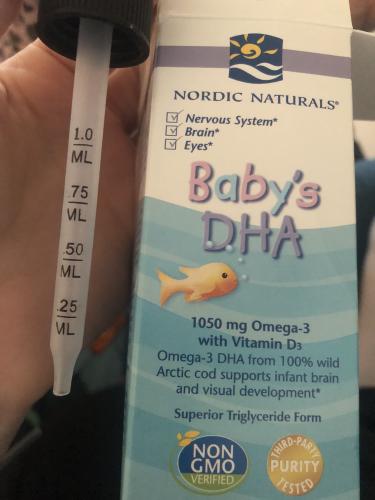 1.0
ML
.75
ML
.50
ML
.25
ML
NORDIC NATURALS®
Nervous System*
Brain*
Eyes*
Baby's
DHA
1050 mg Omega-3
with Vitamin D3
Omega-3 DHA from 100% wild
Arctic cod supports infant brain
and visual development*
Superior Triglyceride Form
NON
GMO
VERIFIED
THIRD-PARTY
PURITY
TESTED